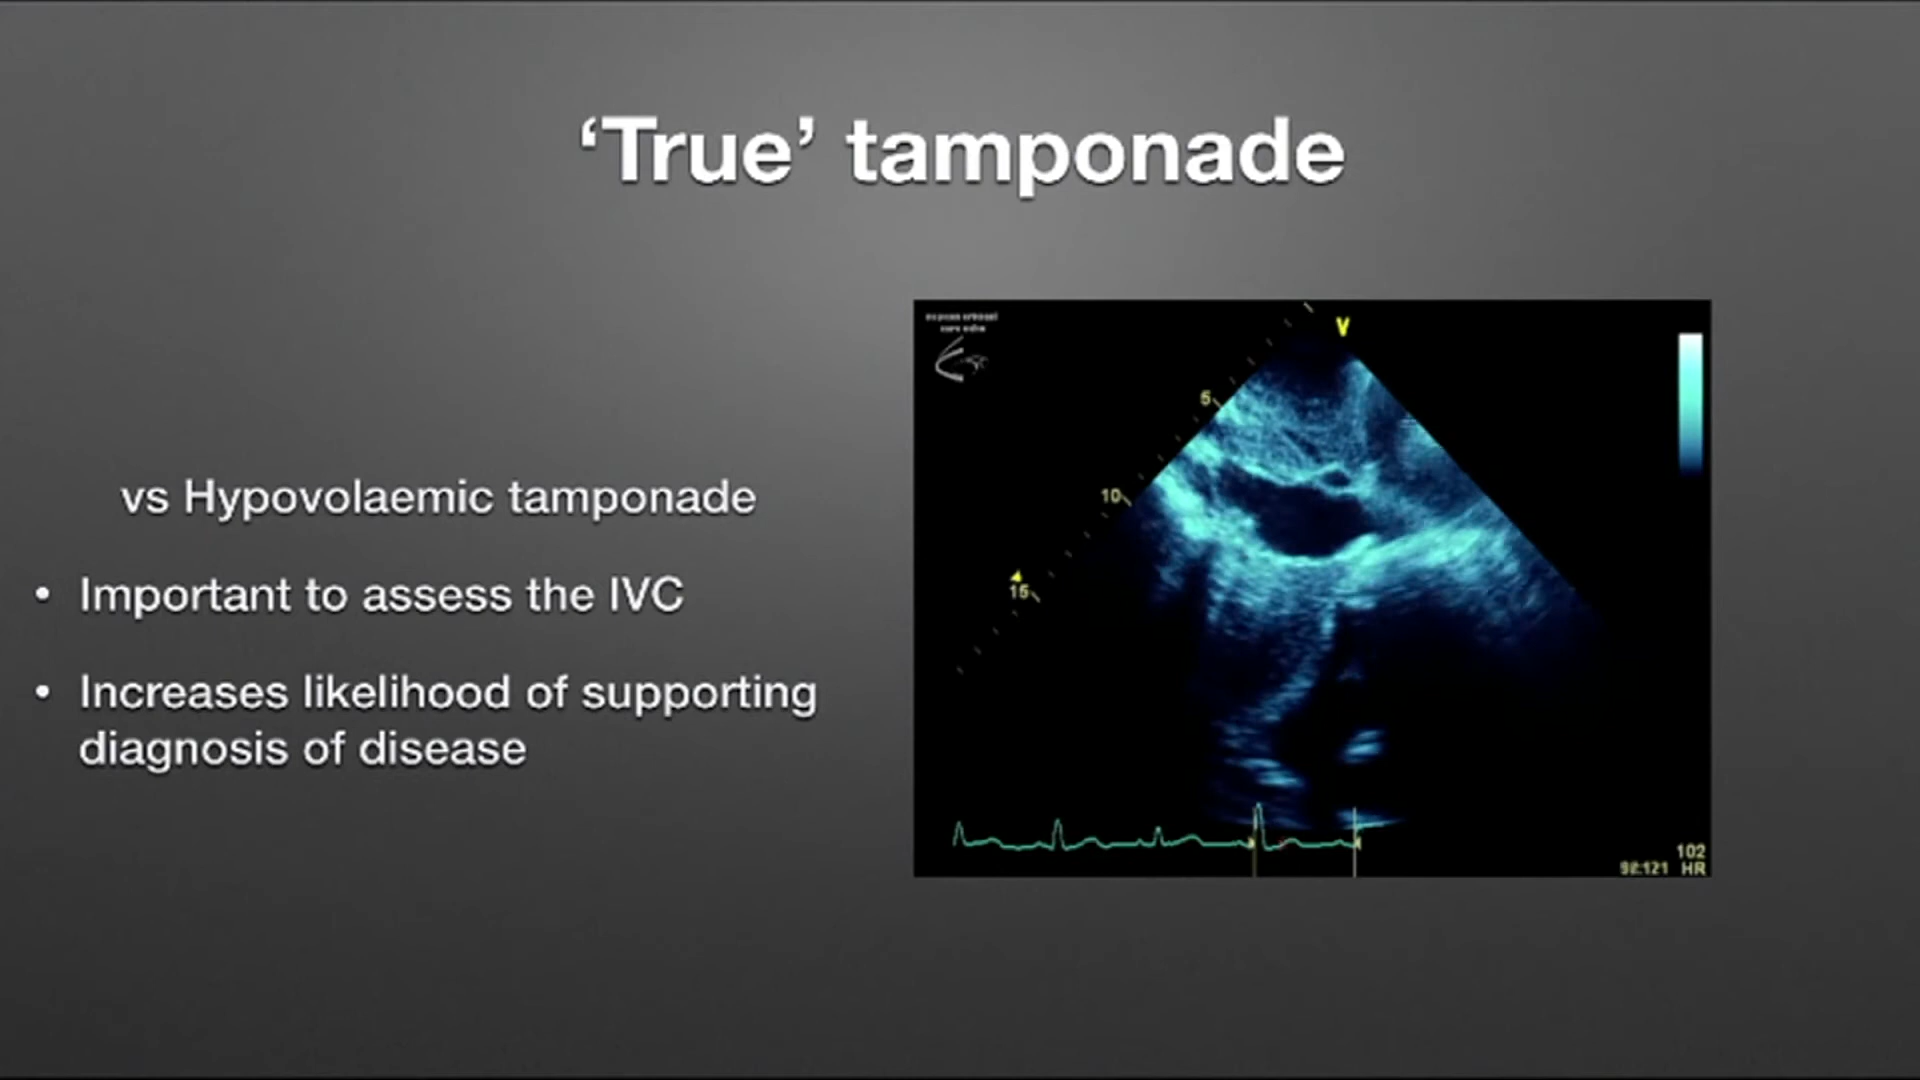 ‘True’ tamponade
vs Hypovolaemic tamponade
• Important to assess the IVC
• Increases likelihood of supporting
diagnosis of disease
V
5
10
15
102
HR